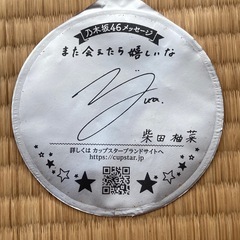 乃木坂46メッセージ
また会えたら嬉しいな
柴田 柚菜
詳しくは カップスターブランドサイトへ
https://cupstar.jp